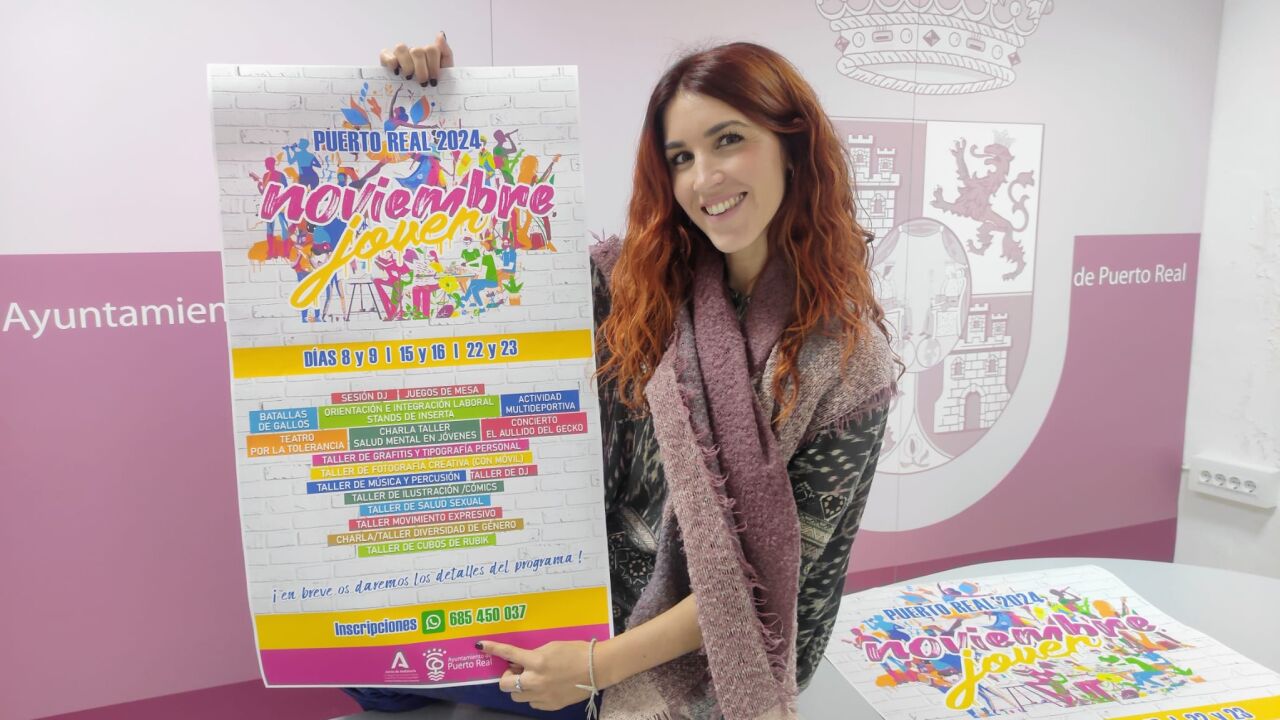 PUERTO REAL 2024
noviembre
joven
DÍAS 8 y 9 I 15 y 16 I 22 y 23
SESIÓN DJ JUEGOS DE MESA
BATALLAS
DE GALLOS
ORIENTACIÓN E INTEGRACIÓN LABORAL
STANDS DE INSERTA
ACTIVIDAD
MULTIDEPORTIVA
TEATRO
POR LA TOLERANCIA
CHARLA TALLER
SALUD MENTAL EN JÓVENES
CONCIERTO
EL AULLIDO DEL GECKO
TALLER DE GRAFITIS Y TIPOGRAFÍA PERSONAL
TALLER DE FOTOGRAFÍA CREATIVA (CON MÓVIL)
TALLER DE MÚSICA Y PERCUSIÓN TALLER DE DJ
TALLER DE ILUSTRACIÓN /CÓMICS
TALLER DE SALUD SEXUAL
TALLER MOVIMIENTO EXPRESIVO
CHARLA/TALLER DIVERSIDAD DE GÉNERO
TALLER DE CUBOS DE RUBIK
¡ en breve os daremos los detalles del programa !
Inscripciones 685 450 037
Ayuntamiento de
Puerto Real
Ayuntamien
de Puerto Real
PUERTO REAL 2024
noviembre
joven
22 y 23